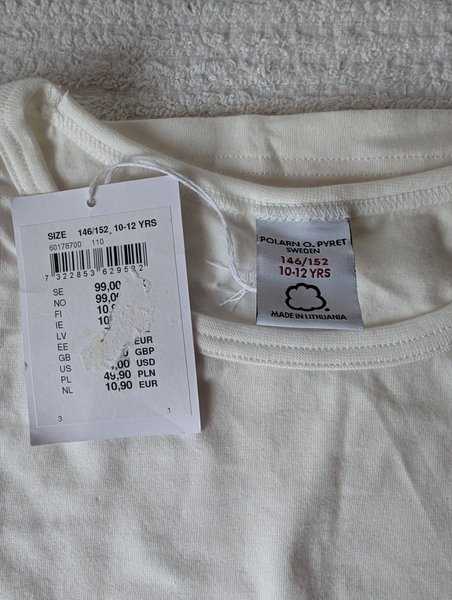 SIZE 146/152, 10-12 YRS
60178700 110
7 322853 629632
SE 99,00
NO 99,00
FI 10,
IE 10,
LV
EE EUR
GB GBP
US ,00 USD
PL 49,90 PLN
NL 10,90 EUR
3 1
POLARN O. PYRET
SWEDEN
146/152
10-12 YRS
MADE IN LITHUANIA